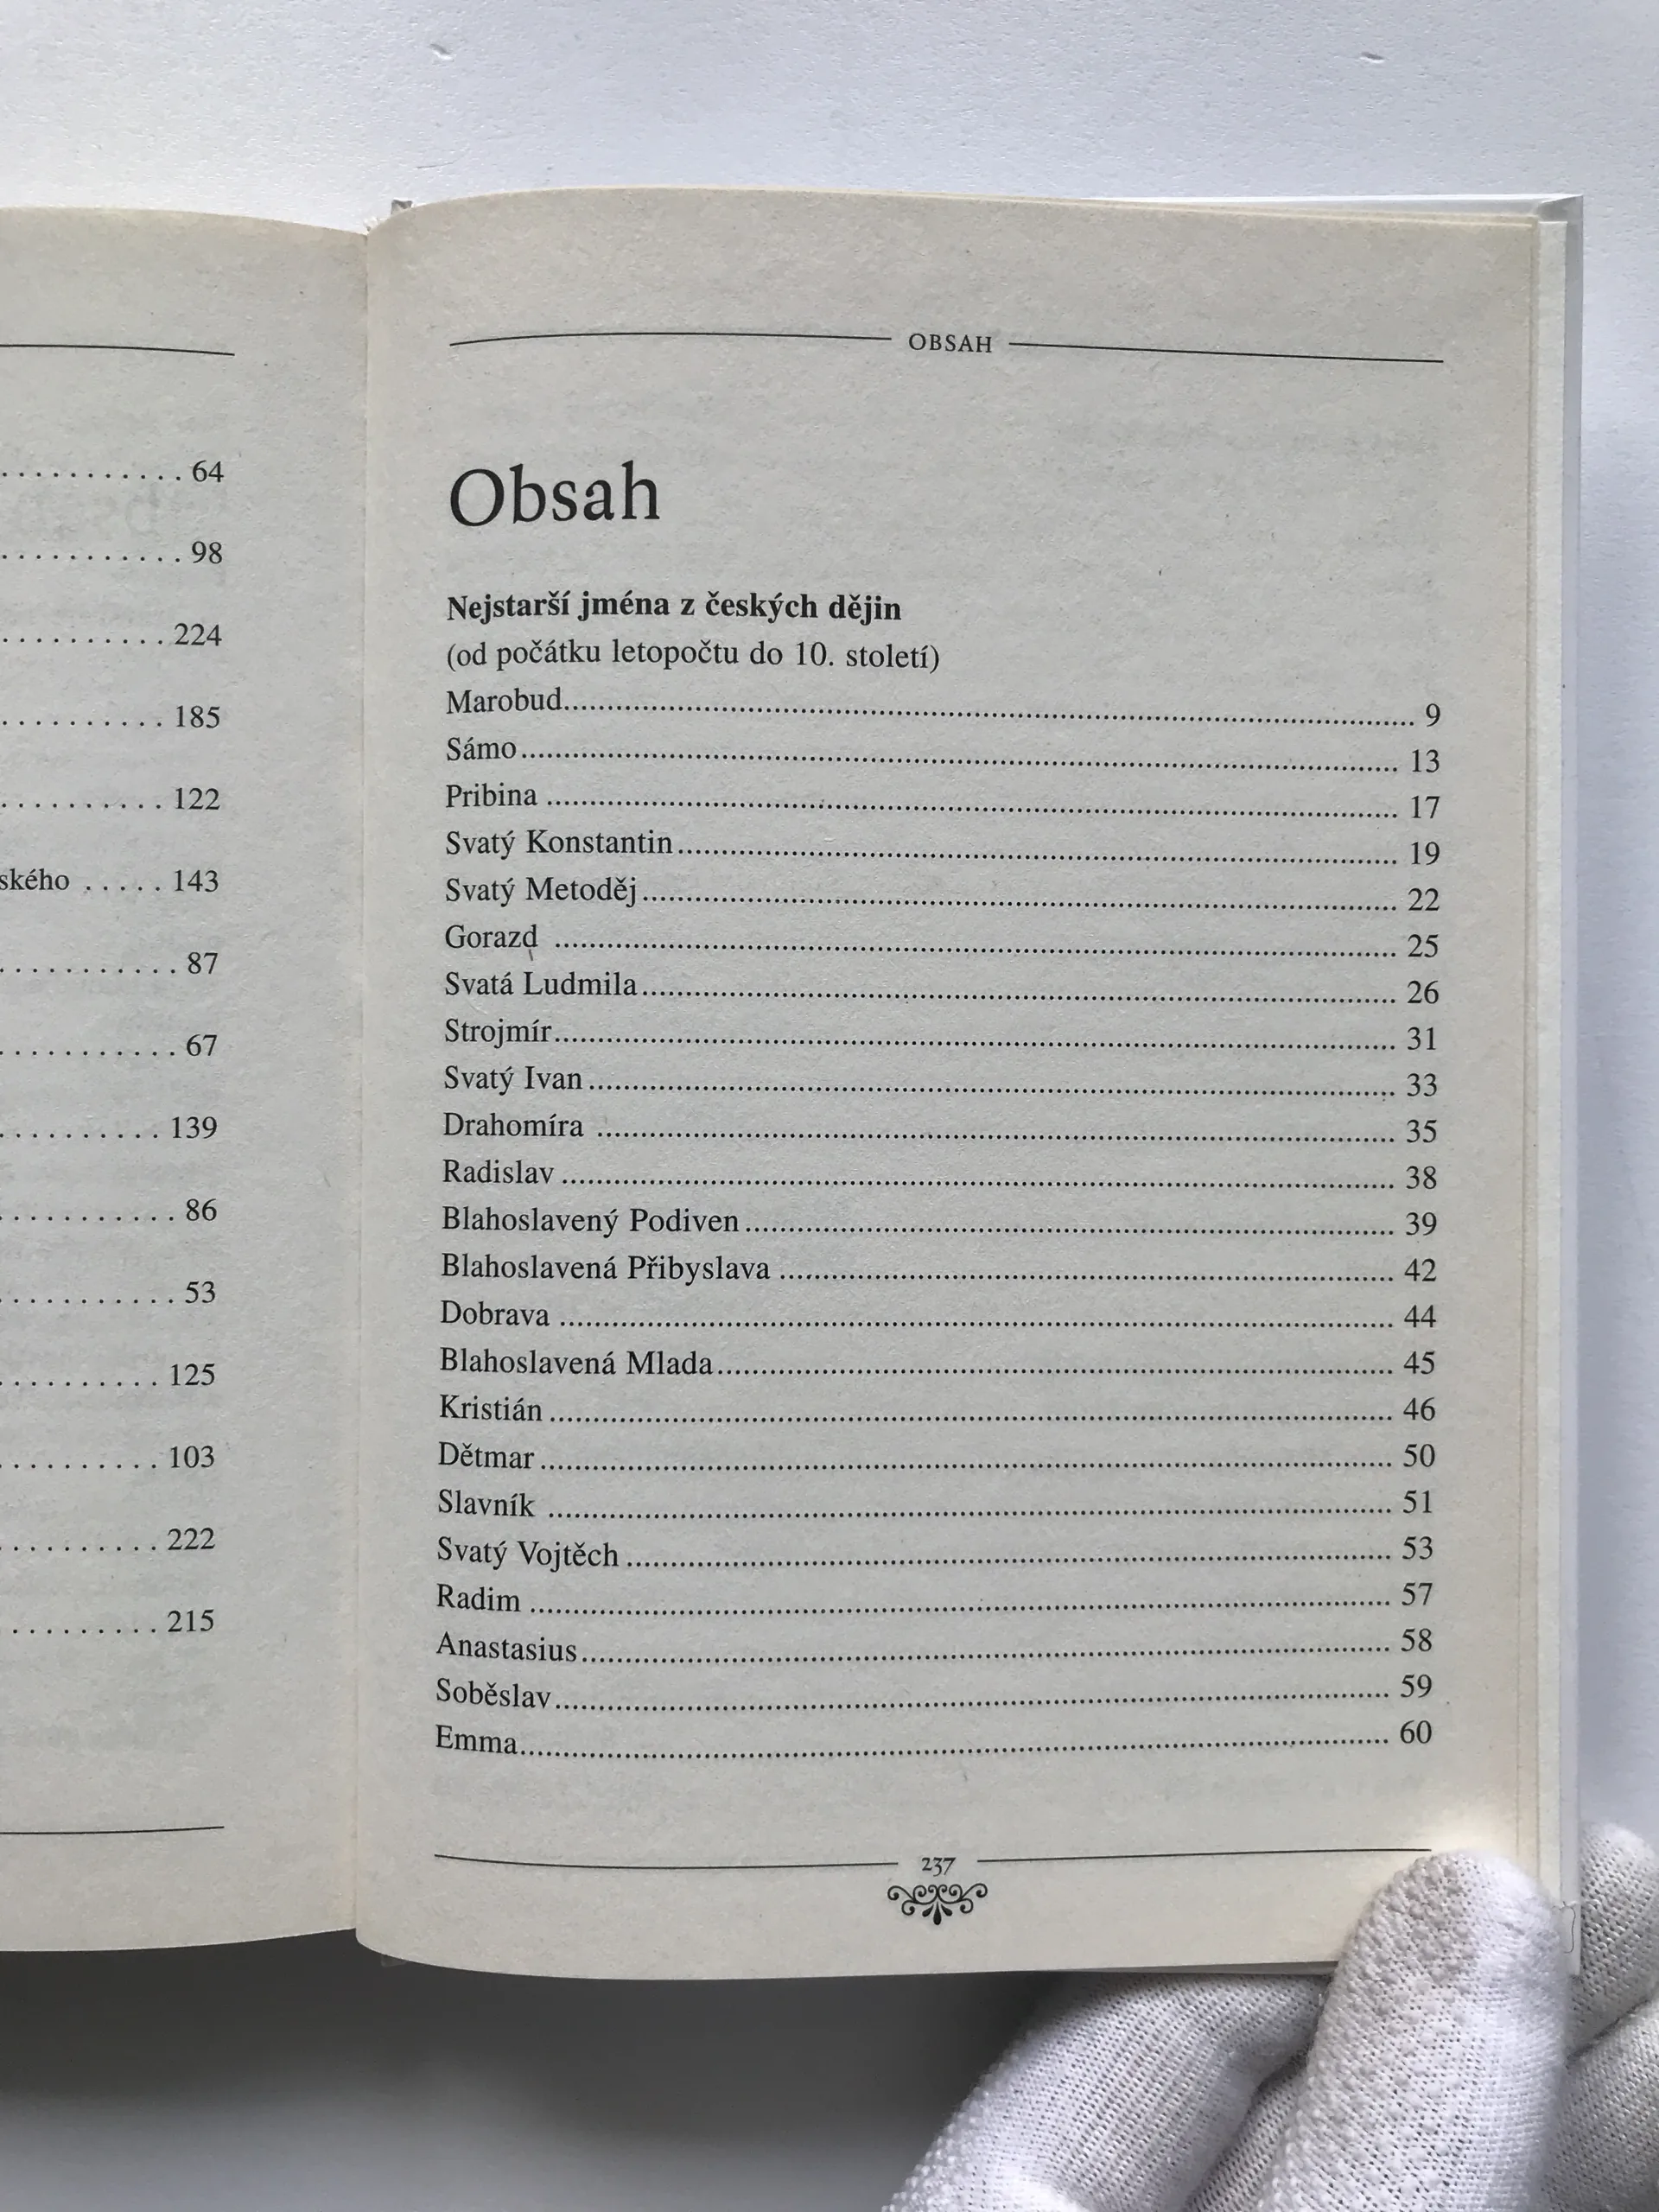 64
98
224
185
122
ského ..... 143
87
67
139
86
53
125
103
222
215
OBSAH
Obsah
Nejstarší jména z českých dějin
(od počátku letopočtu do 10. století)
Marobud 9
Sámo 13
Pribina 17
Svatý Konstantin 19
Svatý Metoděj 22
Gorazd 25
Svatá Ludmila 26
Strojmír 31
Svatý Ivan 33
Drahomíra 35
Radislav 38
Blahoslavený Podiven 39
Blahoslavená Přibyslava 42
Dobrava 44
Blahoslavená Mlada 45
Kristián 46
Dětmar 50
Slavník 51
Svatý Vojtěch 53
Radim 57
Anastasius 58
Soběslav 59
Emma 60
237